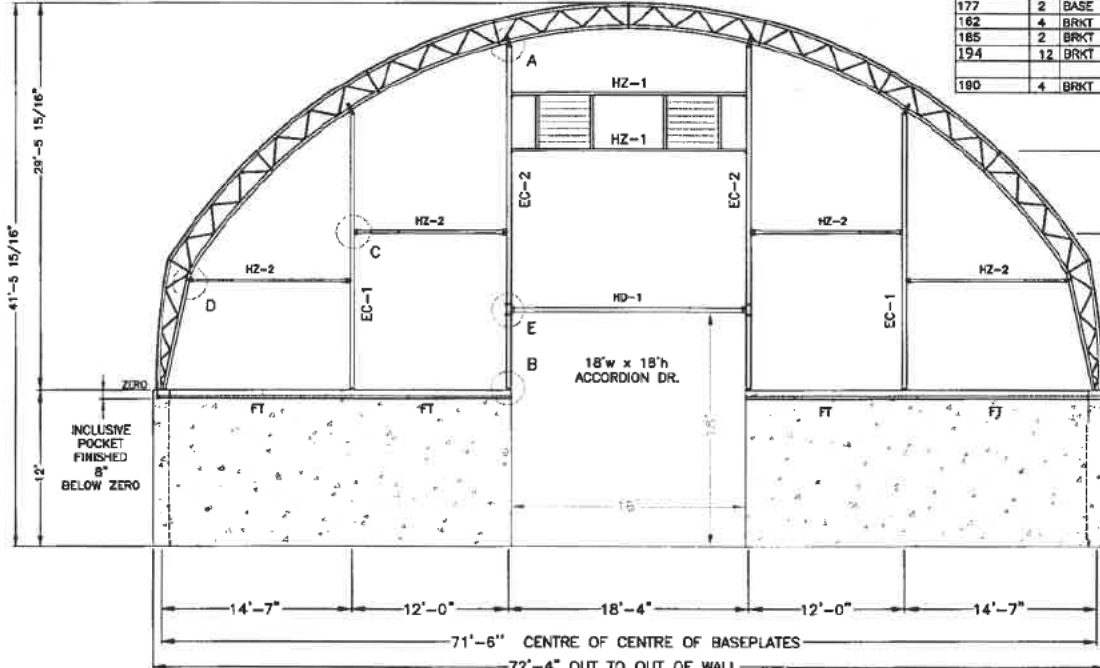 177 2 BASE
162 4 BRKT
185 2 BRKT
194 12 BRKT
190 4 BRKT
A
HZ-1
29'-5 15/16"
HZ-1
EC-2
EC-2
41'-5 15/16"
HZ-2
HZ-2
C
HZ-2
HZ-2
D
EC-1
HD-1
EC-1
E
18'w x 18'h
ACCORDION DR.
B
18'
ZERO
FT
FT
FT
FT
INCLUSIVE
POCKET
FINISHED
8"
BELOW ZERO
12'
14'-7"
12'-0"
18'-4"
12'-0"
14'-7"
71'-6" CENTRE OF CENTRE OF BASEPLATES
72'-4" OUT TO OUT OF WALL